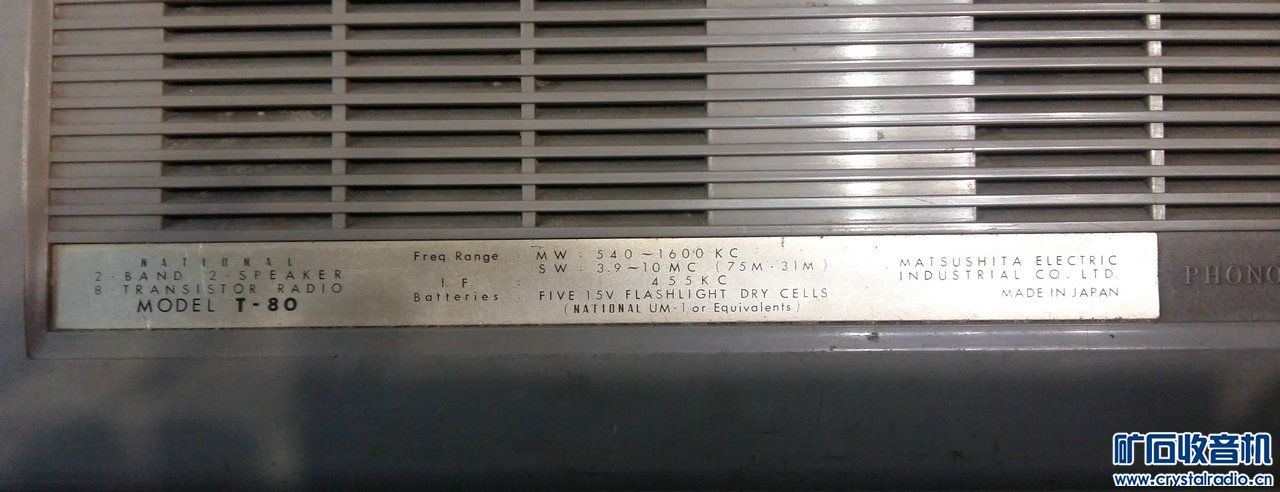 NATIONAL
2-BAND 2-SPEAKER
8-TRANSISTOR RADIO
MODEL T-80
Freq. Range : MW : 540~1600 KC
SW : 3.9~10 MC (75M-31M)
I. F. : 455KC
Batteries : FIVE 1.5V FLASHLIGHT DRY CELLS
(NATIONAL UM-1 or Equivalents)
MATSUSHITA ELECTRIC
INDUSTRIAL CO. LTD.
MADE IN JAPAN
PHONO
矿石收音机
www.crystalradio.cn